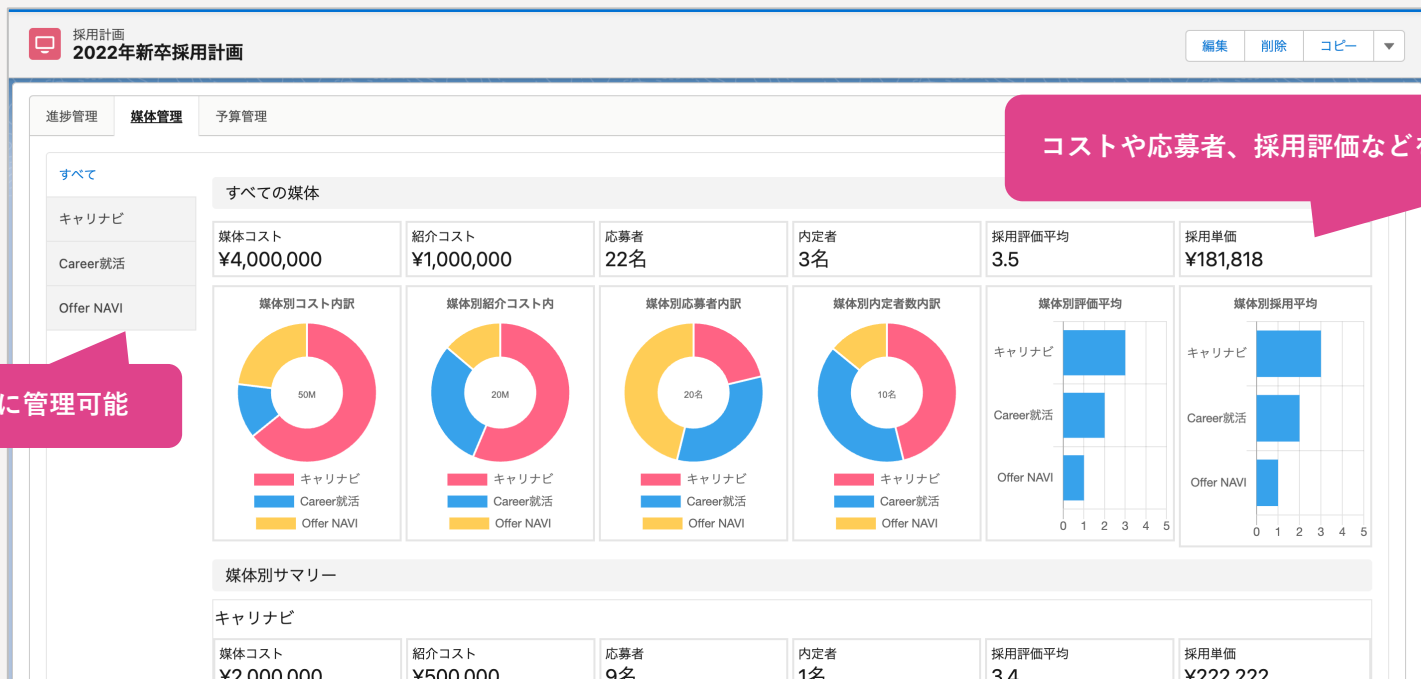 採用計画
2022年新卒採用計画
編集 削除 コピー
進捗管理 媒体管理 予算管理
コストや応募者、採用評価など
すべて
キャリナビ
Career就活
Offer NAVI
に管理可能
すべての媒体
媒体コスト
¥4,000,000
紹介コスト
¥1,000,000
応募者
22名
内定者
3名
採用評価平均
3.5
採用単価
¥181,818
媒体別コスト内訳
50M
キャリナビ
Career就活
Offer NAVI
媒体別紹介コスト内
20M
キャリナビ
Career就活
Offer NAVI
媒体別応募者内訳
20名
キャリナビ
Career就活
Offer NAVI
媒体別内定者数内訳
10名
キャリナビ
Career就活
Offer NAVI
媒体別評価平均
キャリナビ
Career就活
Offer NAVI
0 1 2 3 4 5
媒体別採用平均
キャリナビ
Career就活
Offer NAVI
0 1 2 3 4 5
媒体別サマリー
キャリナビ
媒体コスト
¥2,000,000
紹介コスト
¥500,000
応募者
9名
内定者
1名
採用評価平均
3.4
採用単価
¥222,222